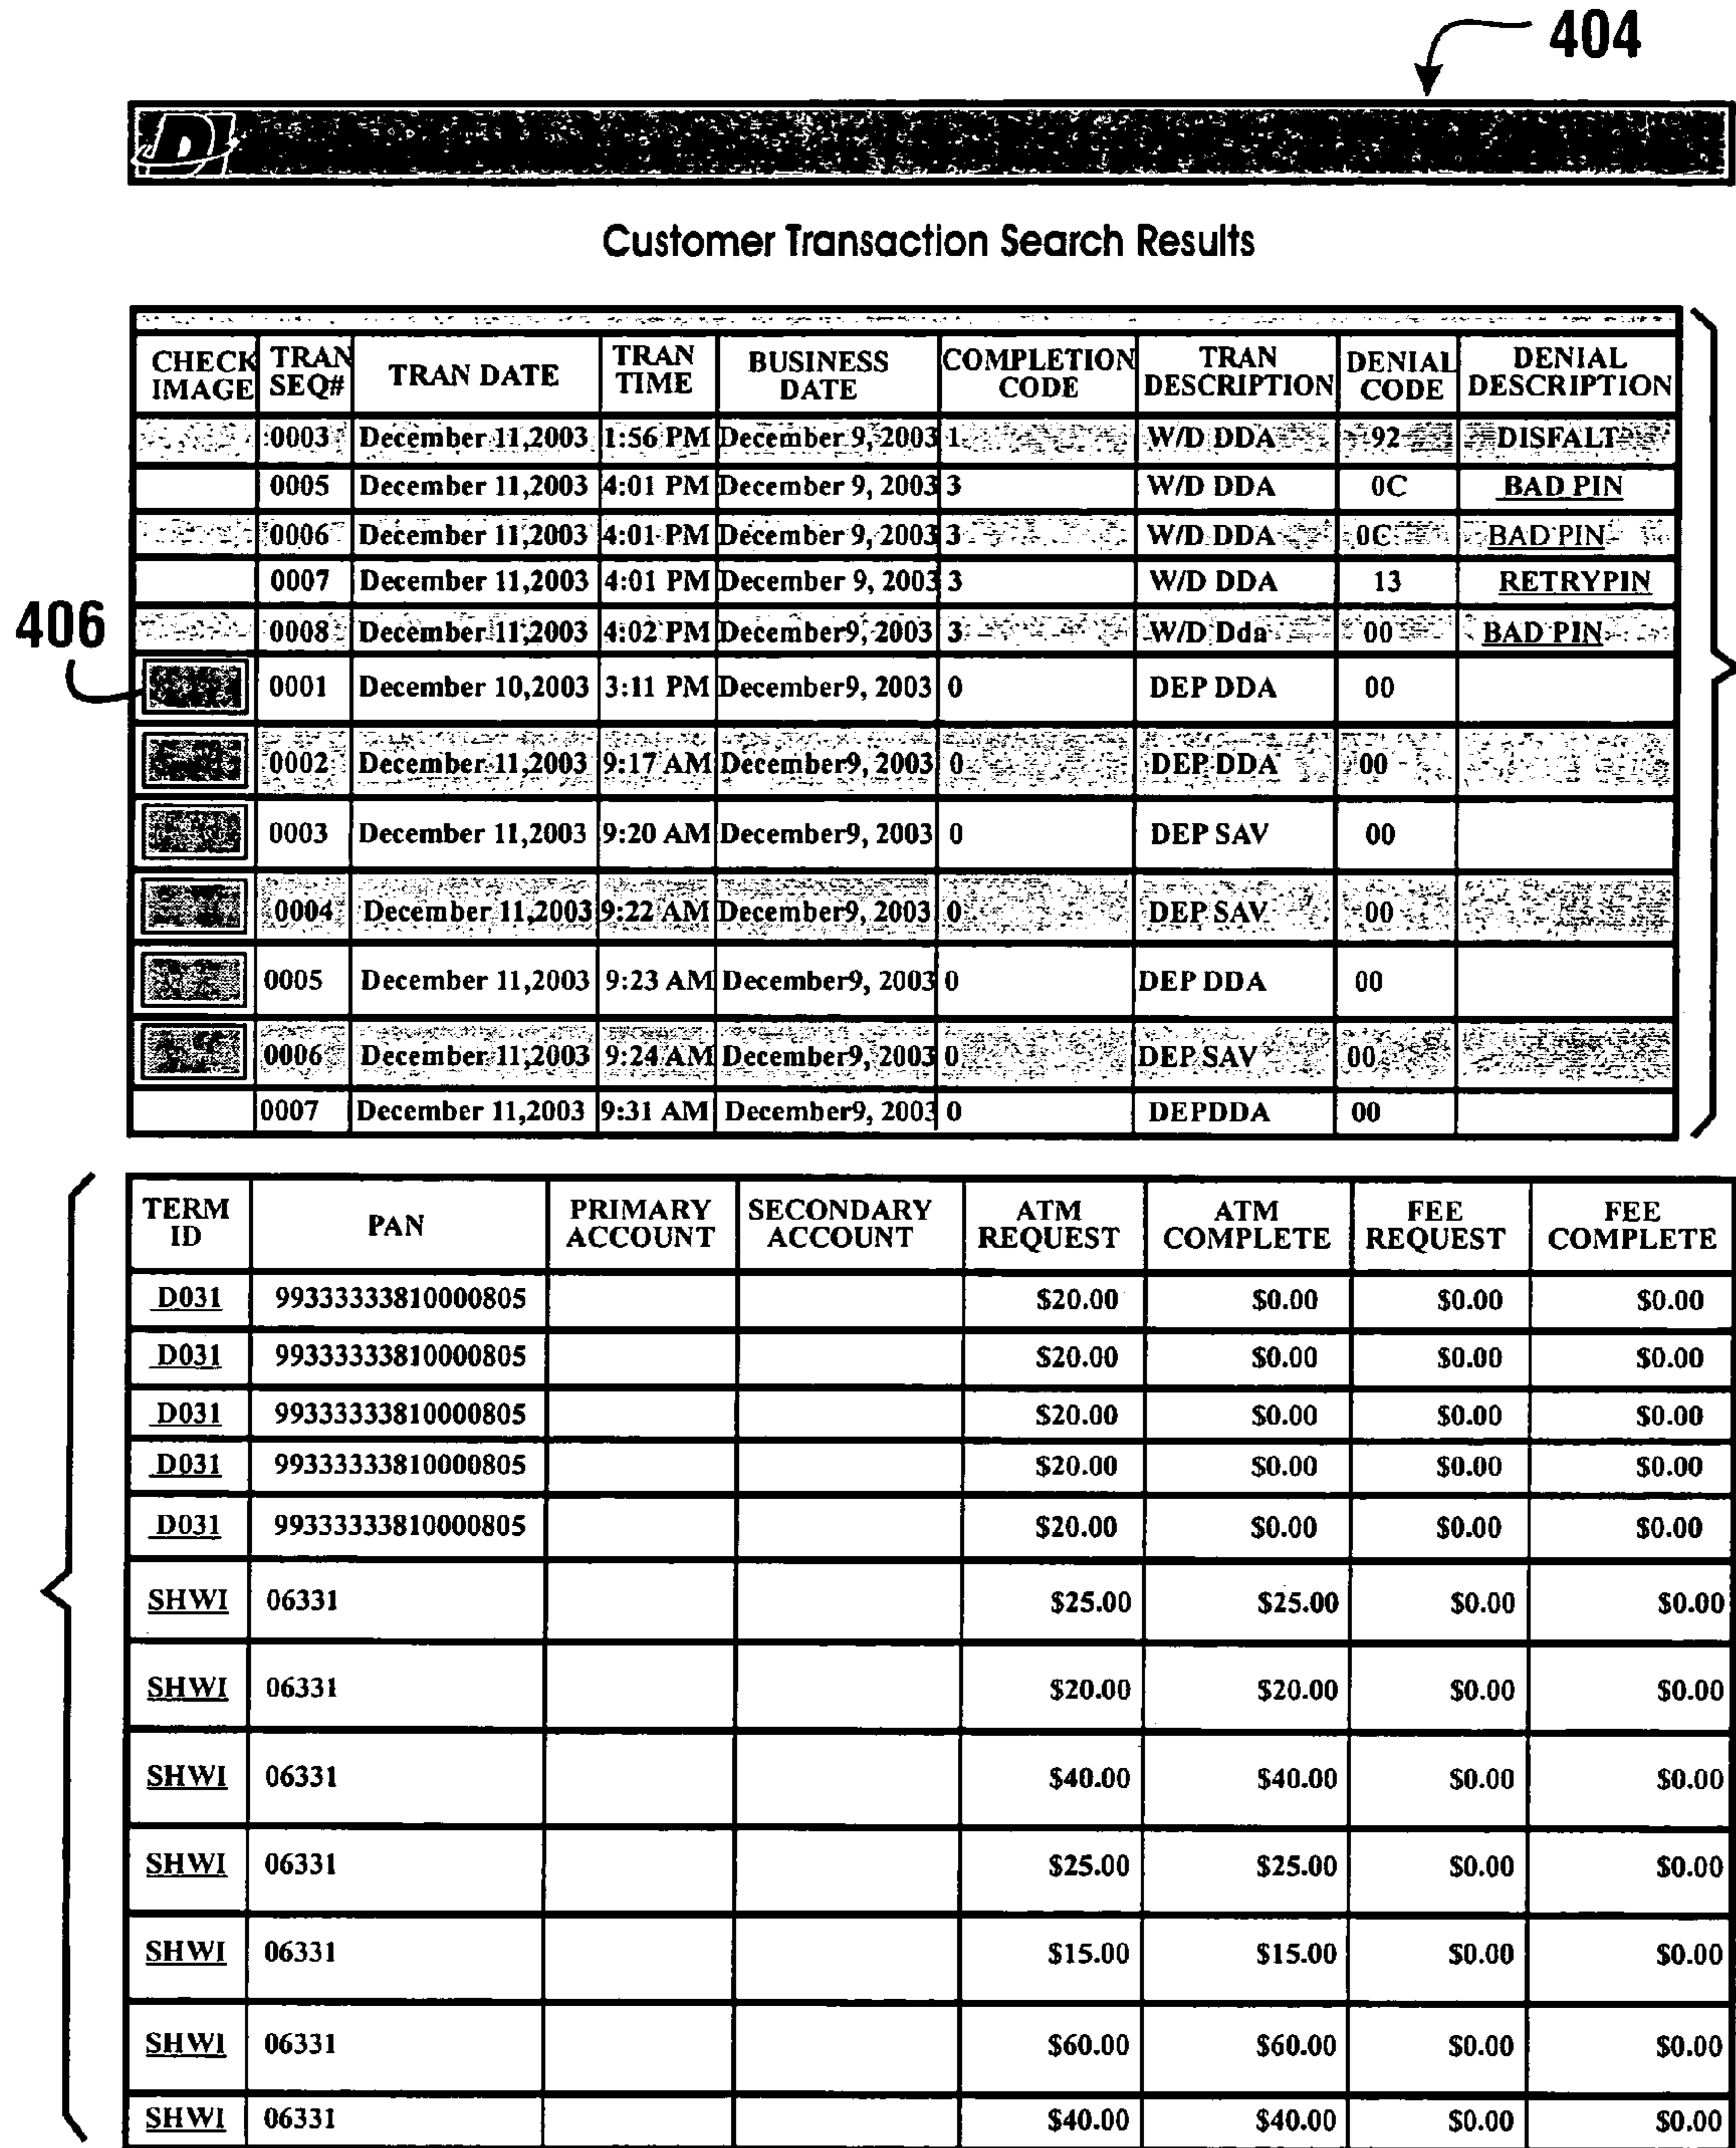 404
D
Customer Transaction Search Results
CHECK IMAGE TRAN SEQ# TRAN DATE TRAN TIME BUSINESS DATE COMPLETION CODE TRAN DESCRIPTION DENIAL CODE DENIAL DESCRIPTION
0003 December 11,2003 1:56 PM December 9, 2003 1 W/D DDA 92 DISFALT
0005 December 11,2003 4:01 PM December 9, 2003 3 W/D DDA 0C BAD PIN
0006 December 11,2003 4:01 PM December 9, 2003 3 W/D DDA 0C BAD PIN
0007 December 11,2003 4:01 PM December 9, 2003 3 W/D DDA 13 RETRYPIN
406
0008 December 11,2003 4:02 PM December9, 2003 3 W/D Dda 00 BAD PIN
0001 December 10,2003 3:11 PM December9, 2003 0 DEP DDA 00
0002 December 11,2003 9:17 AM December9, 2003 0 DEP DDA 00
0003 December 11,2003 9:20 AM December9, 2003 0 DEP SAV 00
0004 December 11,2003 9:22 AM December9, 2003 0 DEP SAV 00
0005 December 11,2003 9:23 AM December9, 2003 0 DEP DDA 00
0006 December 11,2003 9:24 AM December9, 2003 0 DEP SAV 00
0007 December 11,2003 9:31 AM December9, 2003 0 DEPDDA 00
TERM ID PAN PRIMARY ACCOUNT SECONDARY ACCOUNT ATM REQUEST ATM COMPLETE FEE REQUEST FEE COMPLETE
D031 99333333810000805 $20.00 $0.00 $0.00 $0.00
D031 99333333810000805 $20.00 $0.00 $0.00 $0.00
D031 99333333810000805 $20.00 $0.00 $0.00 $0.00
D031 99333333810000805 $20.00 $0.00 $0.00 $0.00
D031 99333333810000805 $20.00 $0.00 $0.00 $0.00
SHWI 06331 $25.00 $25.00 $0.00 $0.00
SHWI 06331 $20.00 $20.00 $0.00 $0.00
SHWI 06331 $40.00 $40.00 $0.00 $0.00
SHWI 06331 $25.00 $25.00 $0.00 $0.00
SHWI 06331 $15.00 $15.00 $0.00 $0.00
SHWI 06331 $60.00 $60.00 $0.00 $0.00
SHWI 06331 $40.00 $40.00 $0.00 $0.00